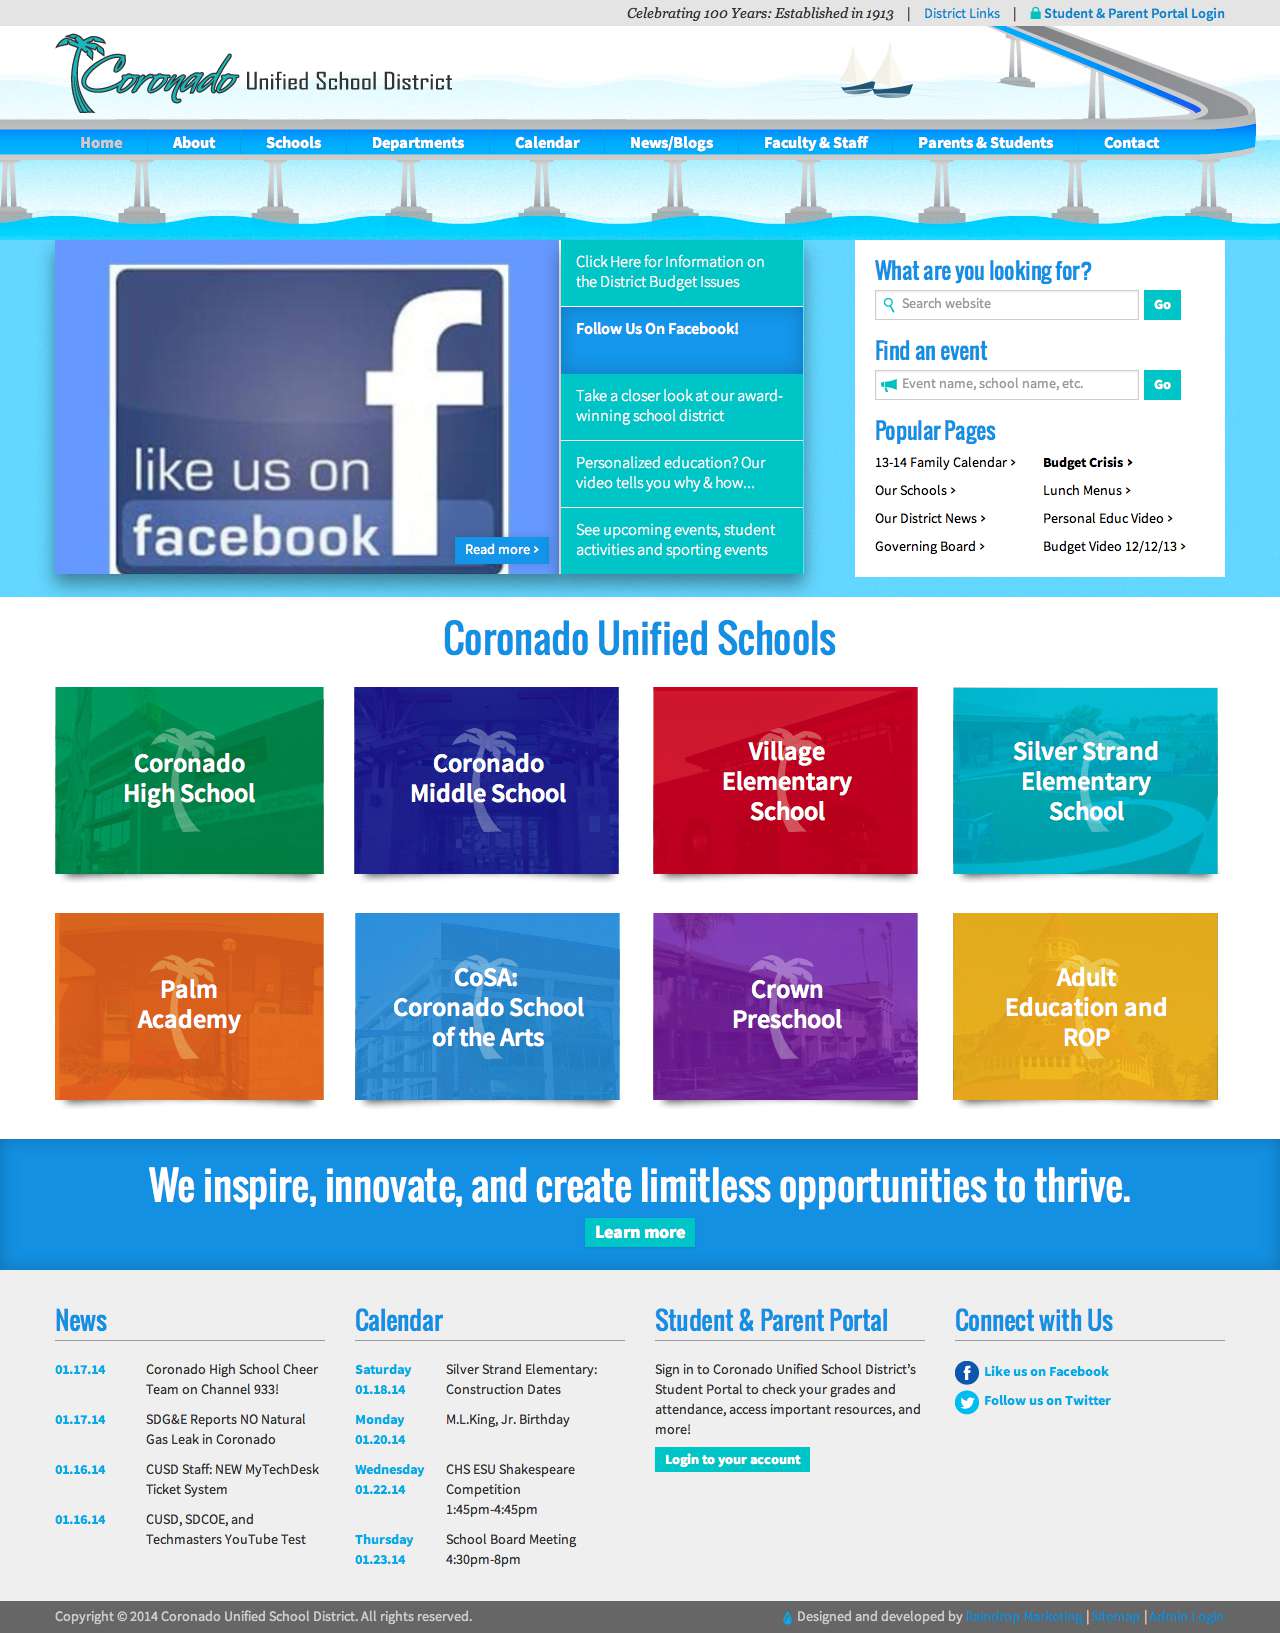 Celebrating 100 Years: Established in 1913 | District Links | Student & Parent Portal Login
Coronado Unified School District
Home About Schools Departments Calendar News/Blogs Faculty & Staff Parents & Students Contact
like us on
facebook
Read more >
Click Here for Information on
the District Budget Issues
Follow Us On Facebook!
Take a closer look at our award-
winning school district
Personalized education? Our
video tells you why & how...
See upcoming events, student
activities and sporting events
What are you looking for?
Search website Go
Find an event
Event name, school name, etc. Go
Popular Pages
13-14 Family Calendar > Budget Crisis >
Our Schools > Lunch Menus >
Our District News > Personal Educ Video >
Governing Board > Budget Video 12/12/13 >
Coronado Unified Schools
Coronado
High School
Coronado
Middle School
Village
Elementary
School
Silver Strand
Elementary
School
Palm
Academy
CoSA:
Coronado School
of the Arts
Crown
Preschool
Adult
Education and
ROP
We inspire, innovate, and create limitless opportunities to thrive.
Learn more
News
01.17.14 Coronado High School Cheer
Team on Channel 933!
01.17.14 SDG&E Reports NO Natural
Gas Leak in Coronado
01.16.14 CUSD Staff: NEW MyTechDesk
Ticket System
01.16.14 CUSD, SDCOE, and
Techmasters YouTube Test
Calendar
Saturday Silver Strand Elementary:
01.18.14 Construction Dates
Monday M.L.King, Jr. Birthday
01.20.14
Wednesday CHS ESU Shakespeare
01.22.14 Competition
1:45pm-4:45pm
Thursday School Board Meeting
01.23.14 4:30pm-8pm
Student & Parent Portal
Sign in to Coronado Unified School District's
Student Portal to check your grades and
attendance, access important resources, and
more!
Login to your account
Connect with Us
Like us on Facebook
Follow us on Twitter
Copyright © 2014 Coronado Unified School District. All rights reserved.
Designed and developed by Raindrop Marketing | Sitemap | Admin Login